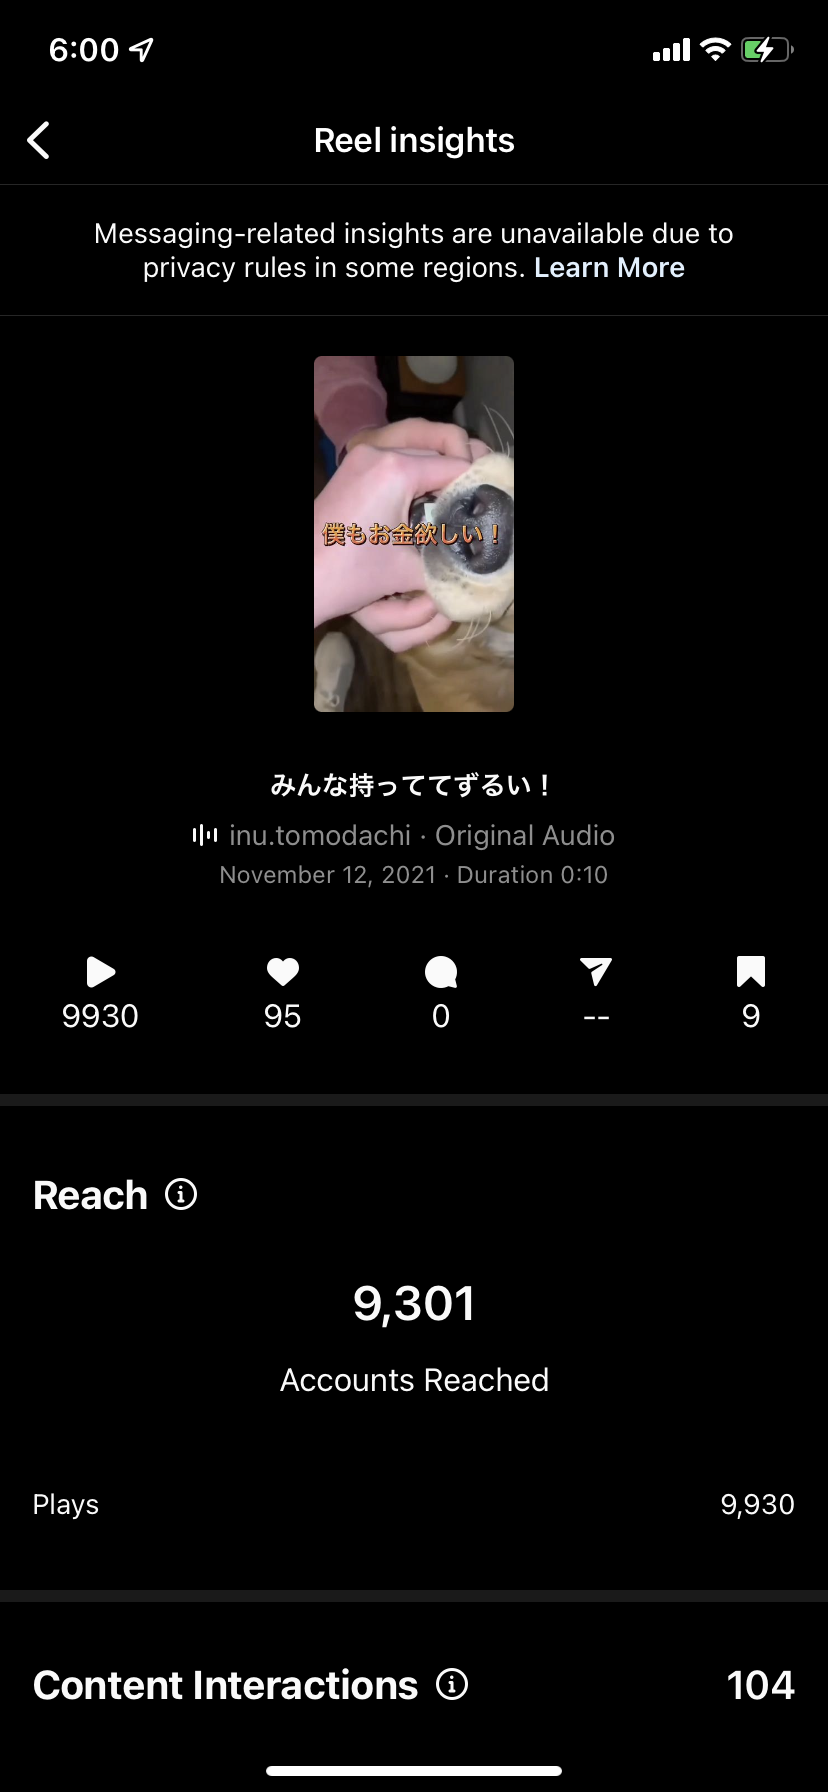 6:00
Reel insights
Messaging-related insights are unavailable due to
privacy rules in some regions. Learn More
僕もお金欲しい！
みんな持っててずるい！
inu.tomodachi · Original Audio
November 12, 2021 · Duration 0:10
9930 95 0 -- 9
Reach
9,301
Accounts Reached
Plays 9,930
Content Interactions 104